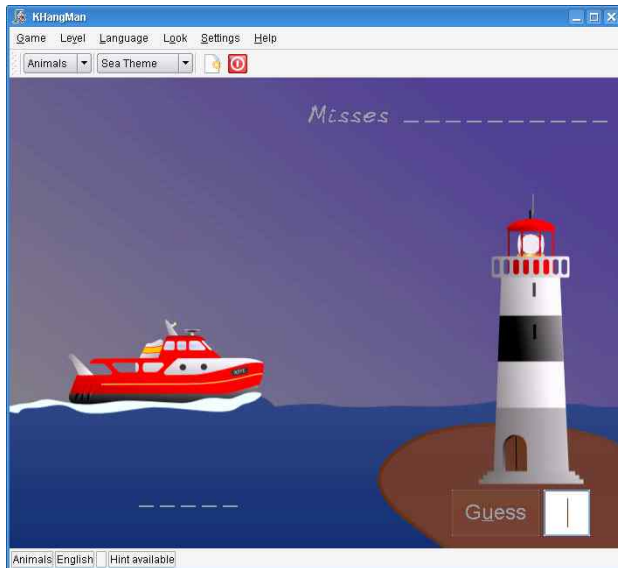 KHangMan
Game Level Language Look Settings Help
Animals Sea Theme
Misses _ _ _ _ _ _ _ _ _ _
_ _ _ _ _
Guess
Animals English Hint available